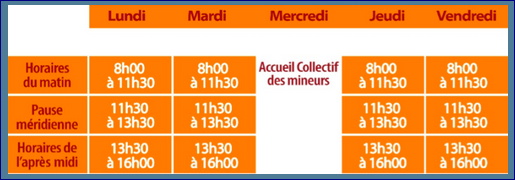 Lundi Mardi Mercredi Jeudi Vendredi
Horaires du matin
8h00 à 11h30
8h00 à 11h30
Accueil Collectif des mineurs
8h00 à 11h30
8h00 à 11h30
Pause méridienne
11h30 à 13h30
11h30 à 13h30
11h30 à 13h30
11h30 à 13h30
Horaires de l'après midi
13h30 à 16h00
13h30 à 16h00
13h30 à 16h00
13h30 à 16h00